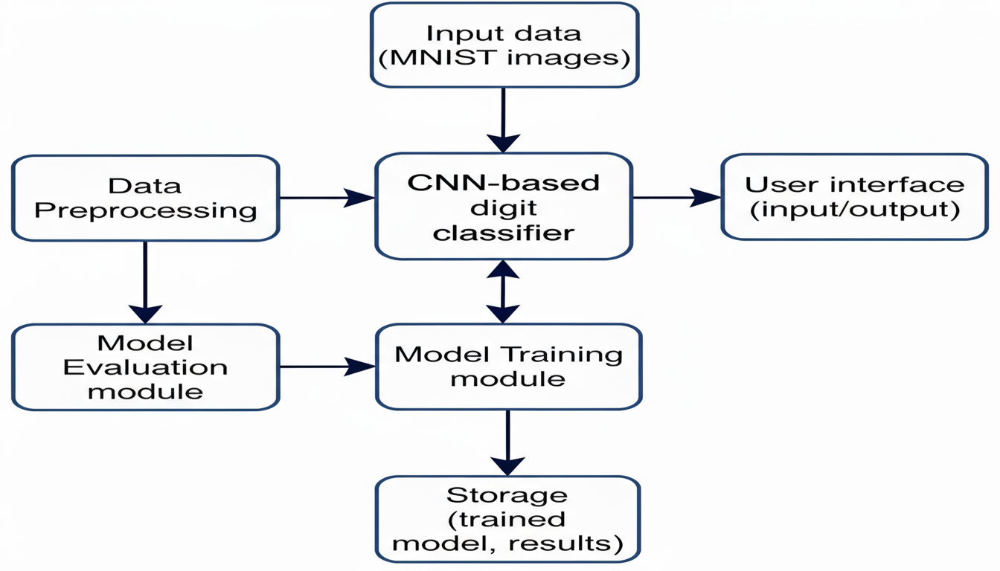 Input data
(MNIST images)
Data
Preprocessing
CNN-based
digit
classifier
User interface
(input/output)
Model
Evaluation
module
Model Training
module
Storage
(trained
model, results)